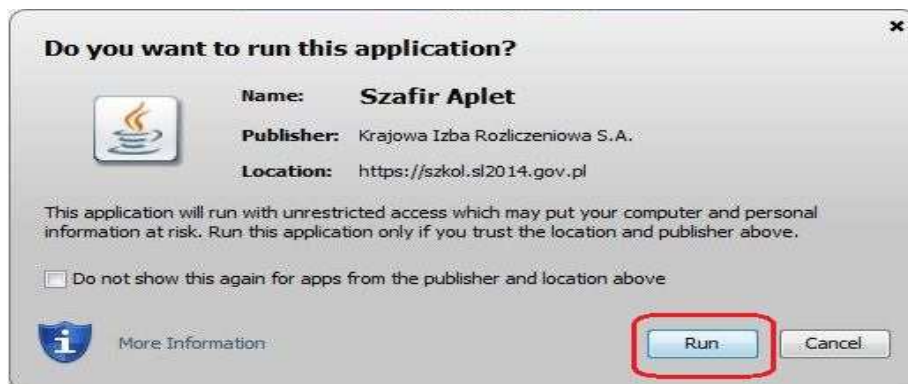 Do you want to run this application?
Name: Szafir Aplet
Publisher: Krajowa Izba Rozliczeniowa S.A.
Location: https://szkol.sl2014.gov.pl
This application will run with unrestricted access which may put your computer and personal
information at risk. Run this application only if you trust the location and publisher above.
Do not show this again for apps from the publisher and location above
More Information
Run Cancel